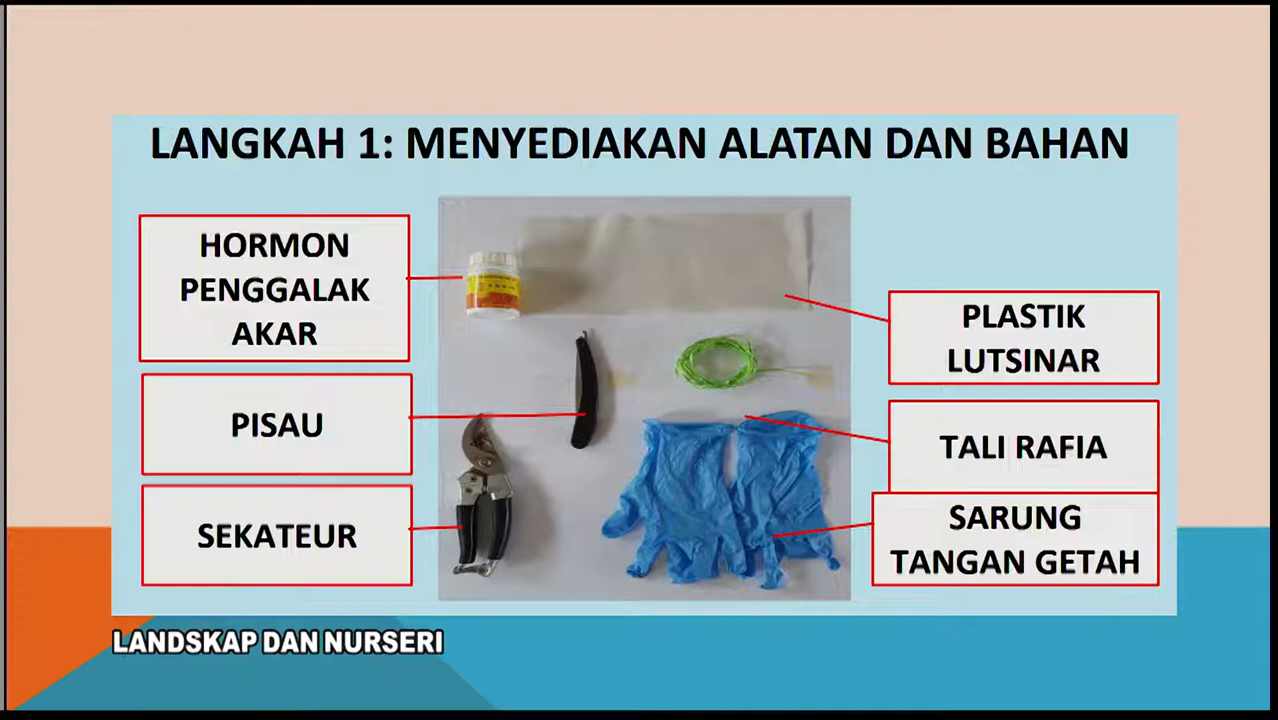 LANGKAH 1: MENYEDIAKAN ALATAN DAN BAHAN
HORMON
PENGGALAK
AKAR
PISAU
SEKATEUR
PLASTIK
LUTSINAR
TALI RAFIA
SARUNG
TANGAN GETAH
LANDSKAP DAN NURSERI